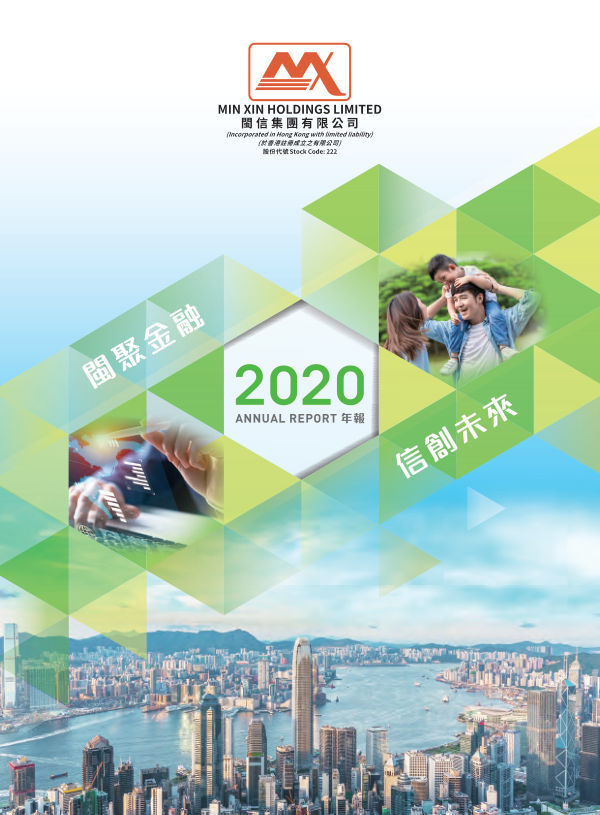 MX
MIN XIN HOLDINGS LIMITED
閩信集團有限公司
(Incorporated in Hong Kong with limited liability)
(於香港註冊成立之有限公司)
股份代號 Stock Code: 222
閩聚金融
2020
ANNUAL REPORT 年報
信創未來